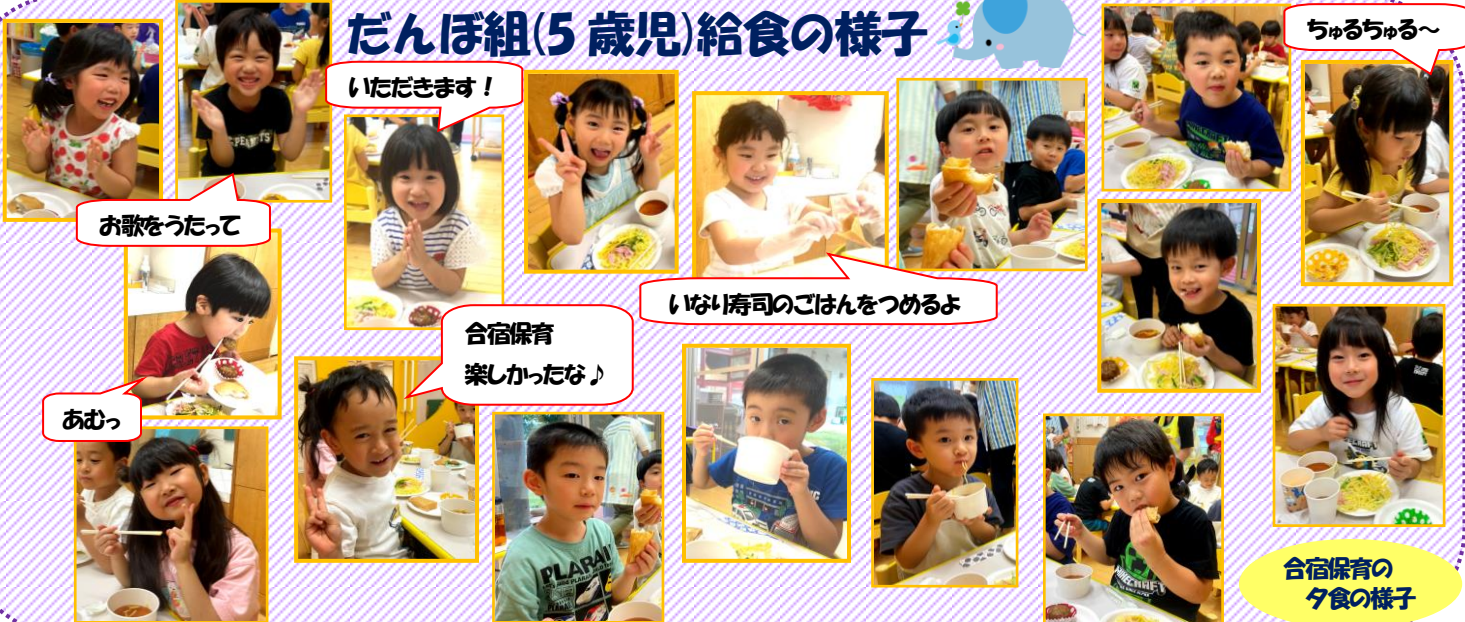 だんぼ組(5歳児)給食の様子
ちゅるちゅる～
いただきます！
お歌をうたって
いなり寿司のごはんをつめるよ
合宿保育
楽しかったな♪
あむっ
合宿保育の
夕食の様子
PEANUTS
PLARAIL
MINECRAFT